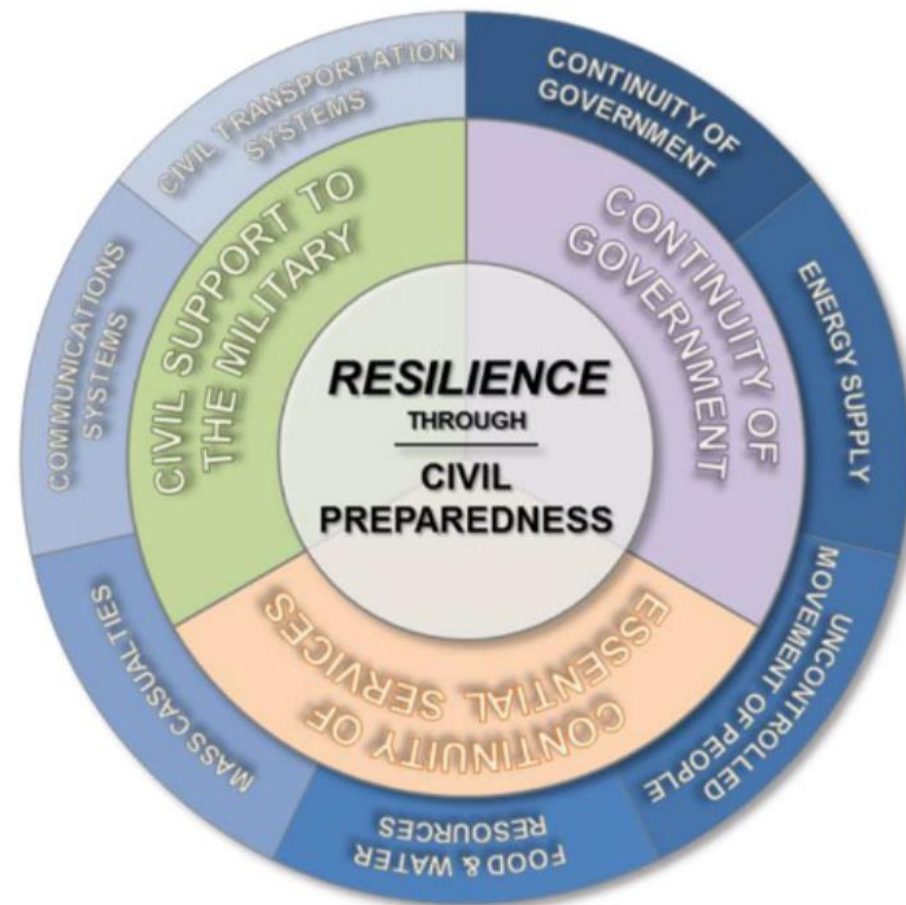 RESILIENCE
THROUGH
CIVIL
PREPAREDNESS
CONTINUITY OF
GOVERNMENT
CONTINUITY OF
ESSENTIAL SERVICES
CIVIL SUPPORT TO
THE MILITARY
CONTINUITY OF
GOVERNMENT
ENERGY SUPPLY
UNCONTROLLED
MOVEMENT OF PEOPLE
FOOD & WATER
RESOURCES
MASS CASUALTIES
COMMUNICATIONS
SYSTEMS
CIVIL TRANSPORTATION
SYSTEMS